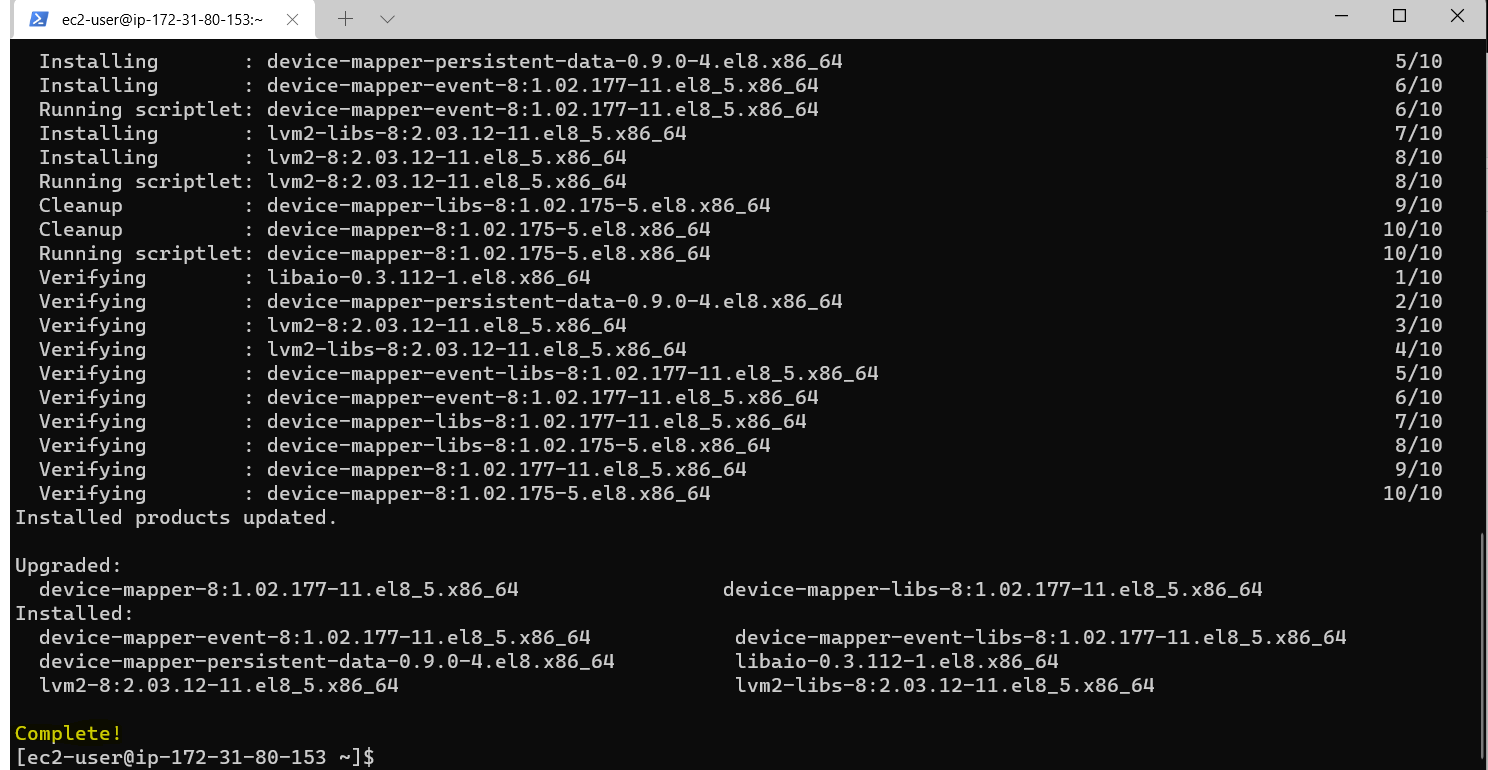 ec2-user@ip-172-31-80-153:~
Installing : device-mapper-persistent-data-0.9.0-4.el8.x86_64 5/10
Installing : device-mapper-event-8:1.02.177-11.el8_5.x86_64 6/10
Running scriptlet: device-mapper-event-8:1.02.177-11.el8_5.x86_64 6/10
Installing : lvm2-libs-8:2.03.12-11.el8_5.x86_64 7/10
Installing : lvm2-8:2.03.12-11.el8_5.x86_64 8/10
Running scriptlet: lvm2-8:2.03.12-11.el8_5.x86_64 8/10
Cleanup : device-mapper-libs-8:1.02.175-5.el8.x86_64 9/10
Cleanup : device-mapper-8:1.02.175-5.el8.x86_64 10/10
Running scriptlet: device-mapper-8:1.02.175-5.el8.x86_64 10/10
Verifying : libaio-0.3.112-1.el8.x86_64 1/10
Verifying : device-mapper-persistent-data-0.9.0-4.el8.x86_64 2/10
Verifying : lvm2-8:2.03.12-11.el8_5.x86_64 3/10
Verifying : lvm2-libs-8:2.03.12-11.el8_5.x86_64 4/10
Verifying : device-mapper-event-libs-8:1.02.177-11.el8_5.x86_64 5/10
Verifying : device-mapper-event-8:1.02.177-11.el8_5.x86_64 6/10
Verifying : device-mapper-libs-8:1.02.177-11.el8_5.x86_64 7/10
Verifying : device-mapper-libs-8:1.02.175-5.el8.x86_64 8/10
Verifying : device-mapper-8:1.02.177-11.el8_5.x86_64 9/10
Verifying : device-mapper-8:1.02.175-5.el8.x86_64 10/10
Installed products updated.
Upgraded:
device-mapper-8:1.02.177-11.el8_5.x86_64 device-mapper-libs-8:1.02.177-11.el8_5.x86_64
Installed:
device-mapper-event-8:1.02.177-11.el8_5.x86_64 device-mapper-event-libs-8:1.02.177-11.el8_5.x86_64
device-mapper-persistent-data-0.9.0-4.el8.x86_64 libaio-0.3.112-1.el8.x86_64
lvm2-8:2.03.12-11.el8_5.x86_64 lvm2-libs-8:2.03.12-11.el8_5.x86_64
Complete!
[ec2-user@ip-172-31-80-153 ~]$